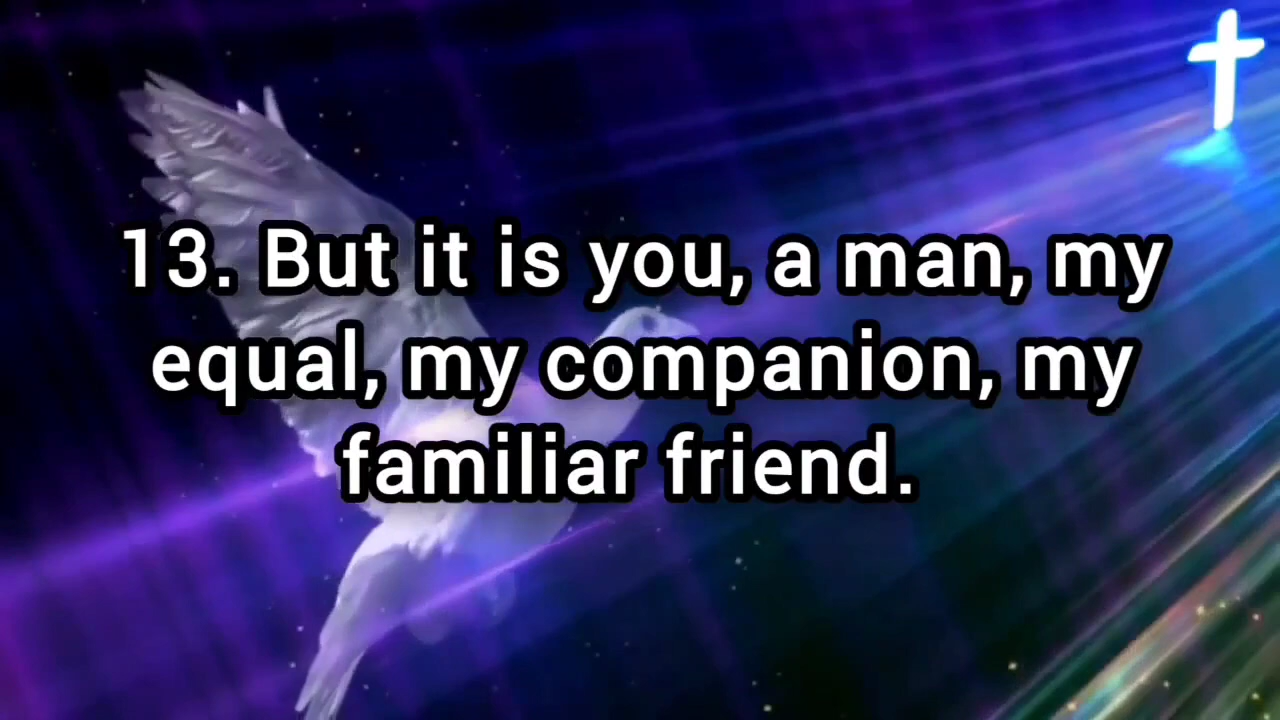 13. But it is you, a man, my
equal, my companion, my
familiar friend.